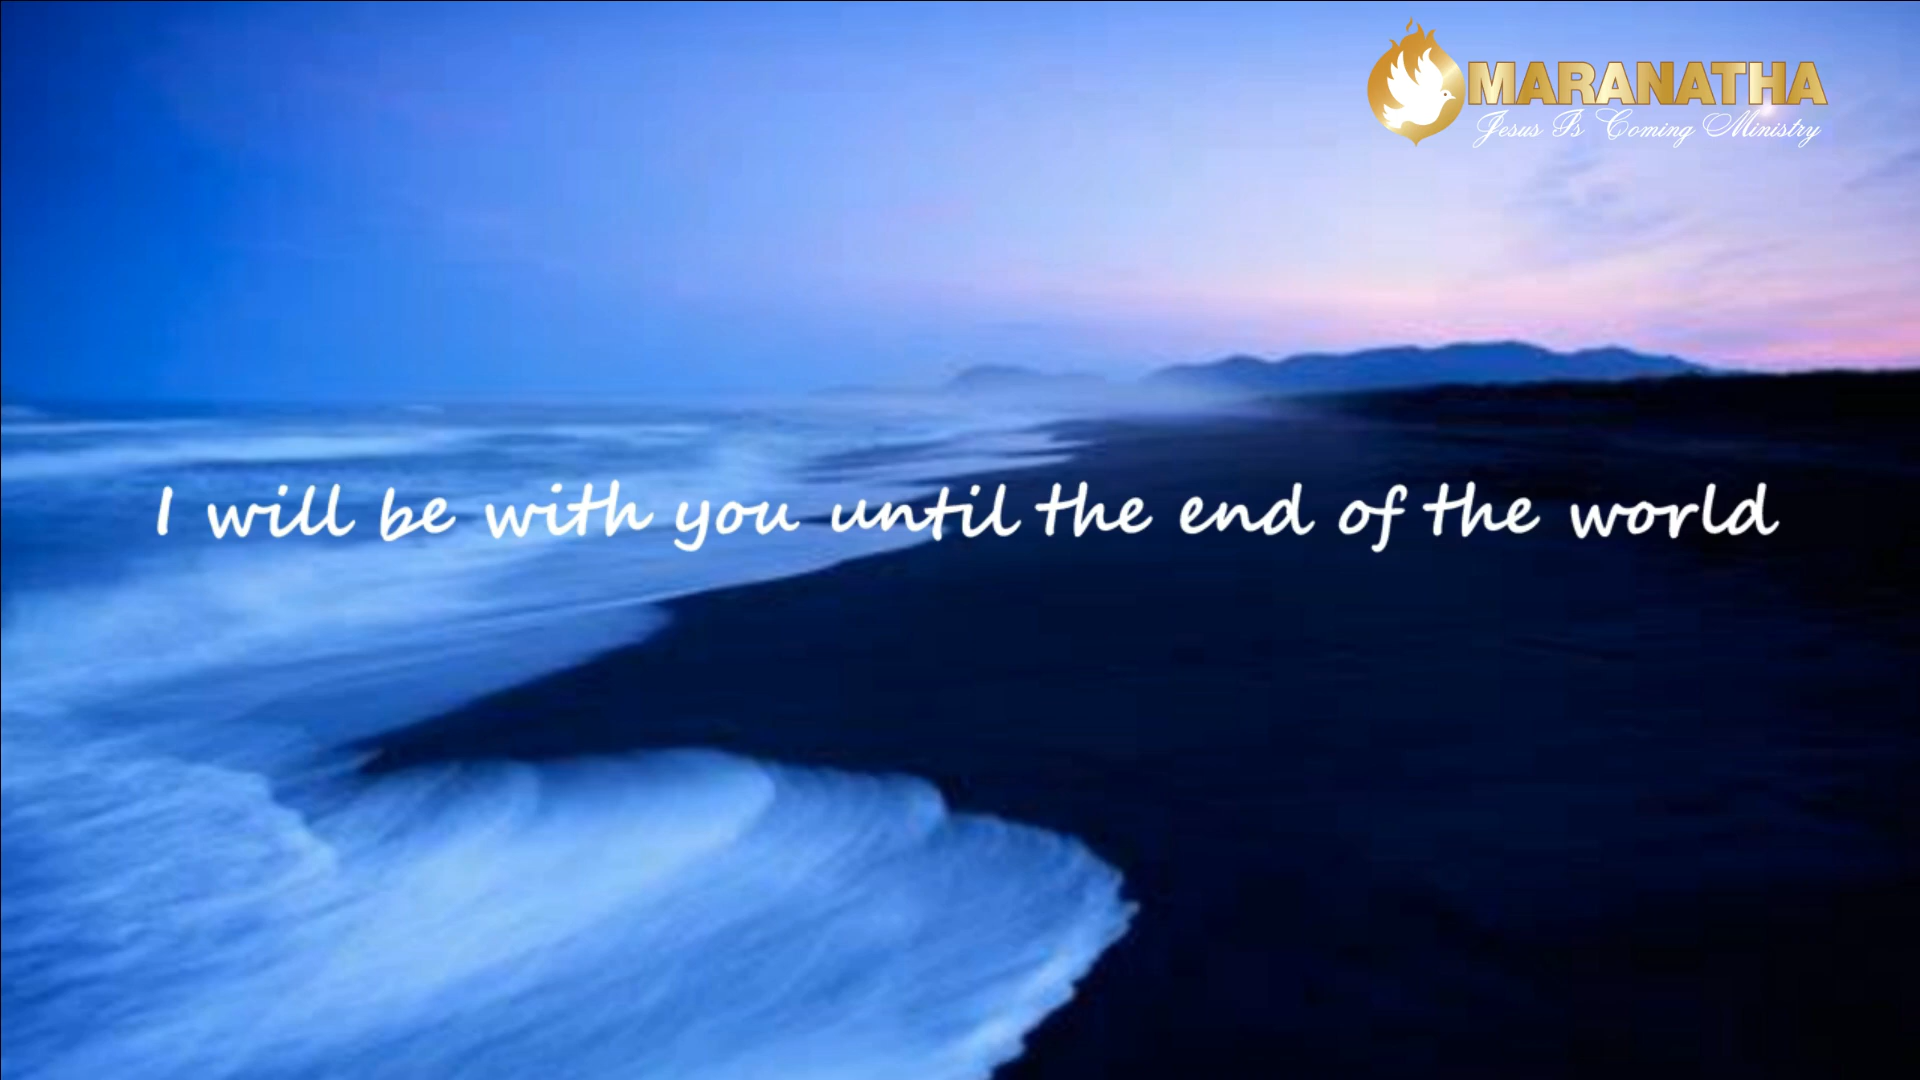 MARANATHA
Jesus Is Coming Ministry
I will be with you until the end of the world